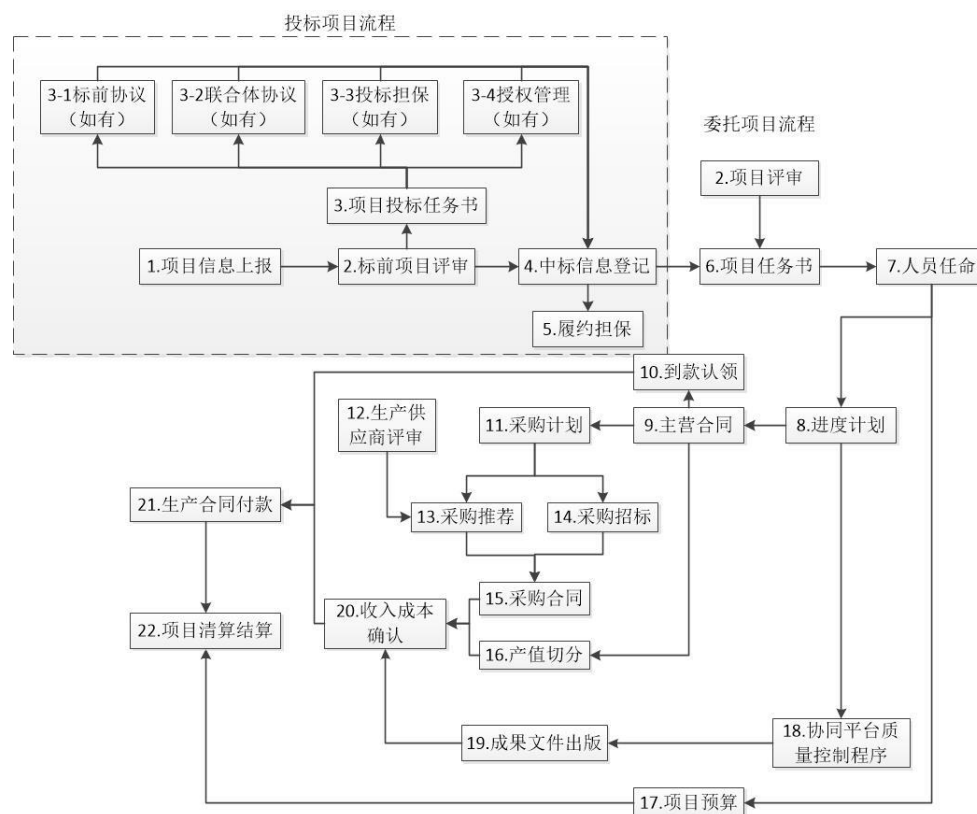 投标项目流程
3-1标前协议
（如有）
3-2联合体协议
（如有）
3-3投标担保
（如有）
3-4授权管理
（如有）
委托项目流程
2.项目评审
3.项目投标任务书
1.项目信息上报
2.标前项目评审
4.中标信息登记
6.项目任务书
7.人员任命
5.履约担保
10.到款认领
12.生产供
应商评审
11.采购计划
9.主营合同
8.进度计划
21.生产合同付款
13.采购推荐
14.采购招标
15.采购合同
20.收入成本
确认
22.项目清算结算
16.产值切分
19.成果文件出版
18.协同平台质
量控制程序
17.项目预算